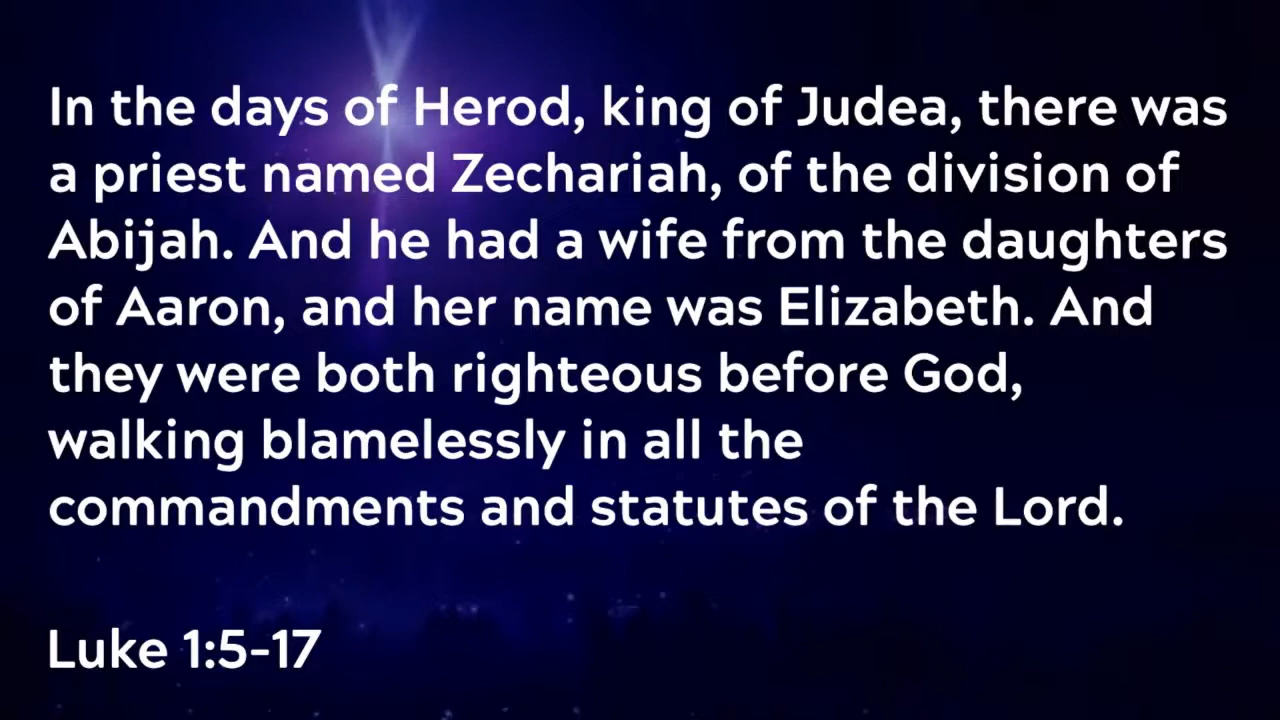 In the days of Herod, king of Judea, there was
a priest named Zechariah, of the division of
Abijah. And he had a wife from the daughters
of Aaron, and her name was Elizabeth. And
they were both righteous before God,
walking blamelessly in all the
commandments and statutes of the Lord.
Luke 1:5-17